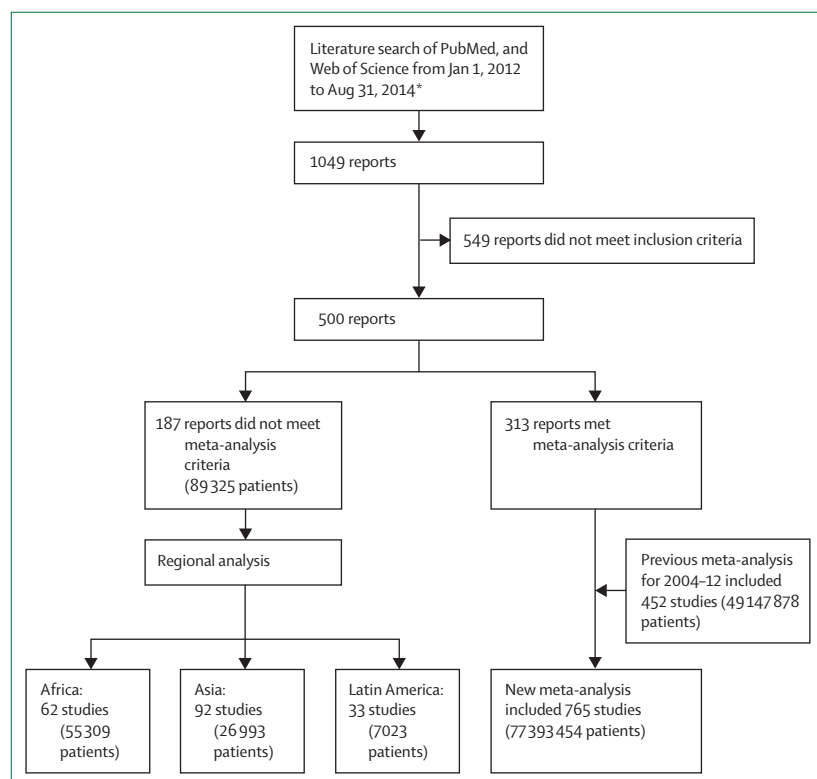 Literature search of PubMed, and
Web of Science from Jan 1, 2012
to Aug 31, 2014*
1049 reports
549 reports did not meet inclusion criteria
500 reports
187 reports did not meet
meta-analysis
criteria
(89 325 patients)
313 reports met
meta-analysis criteria
Regional analysis
Previous meta-analysis
for 2004–12 included
452 studies (49 147 878
patients)
Africa:
62 studies
(55 309
patients)
Asia:
92 studies
(26 993
patients)
Latin America:
33 studies
(7023
patients)
New meta-analysis
included 765 studies
(77 393 454 patients)